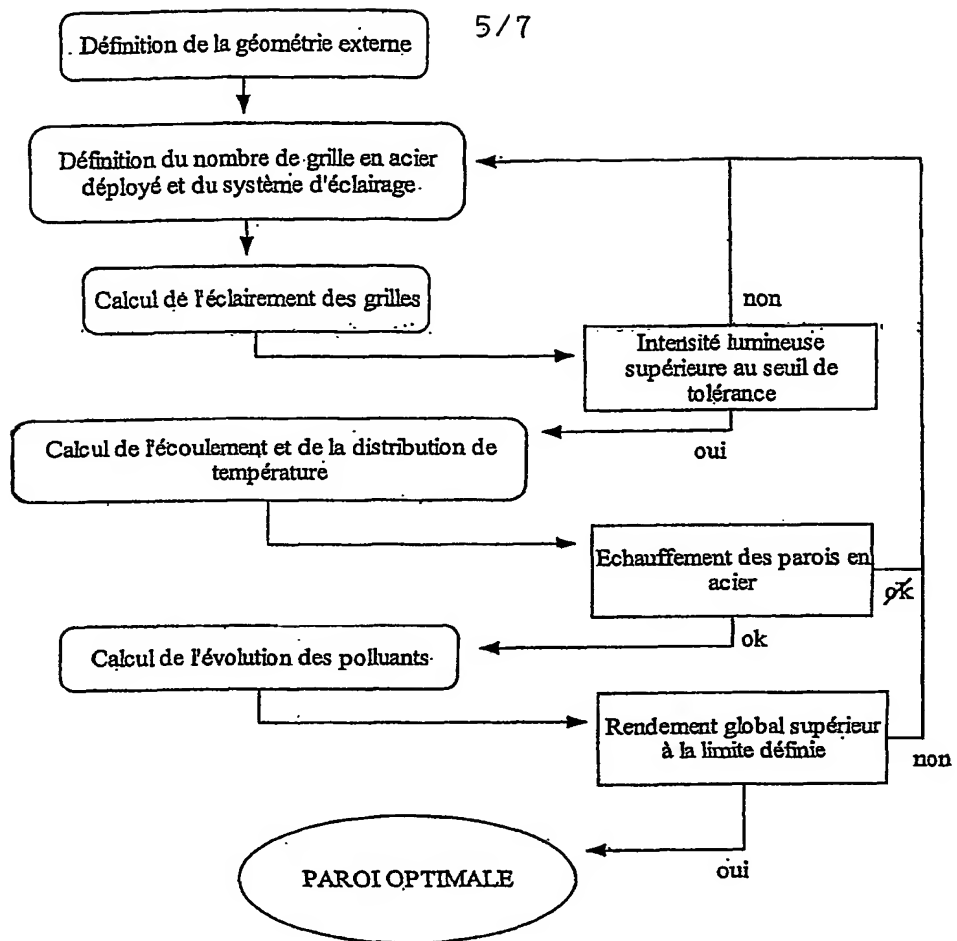 5/7
Définition de la géométrie externe
Définition du nombre de grille en acier
déployé et du système d'éclairage
Calcul de l'éclairement des grilles
non
Intensité lumineuse
supérieure au seuil de
tolérance
oui
Calcul de l'écoulement et de la distribution de
température
Echauffement des parois en
acier
ok
ok
Calcul de l'évolution des polluants
Rendement global supérieur
à la limite définie
non
oui
PAROI OPTIMALE